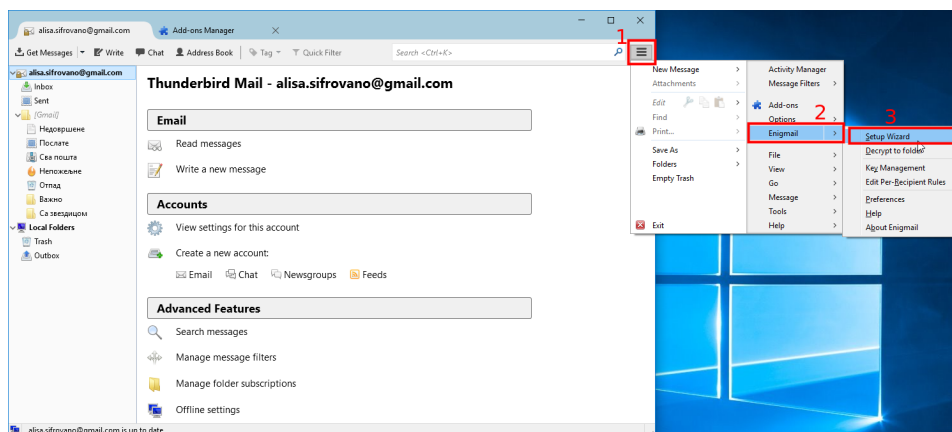 alisa.sifrovano@gmail.com
Add-ons Manager
1
Get Messages
Write
Chat
Address Book
Tag
Quick Filter
Search <Ctrl+K>
alisa.sifrovano@gmail.com
Inbox
Sent
[Gmail]
Недовршене
Послате
Сва пошта
Непожељне
Отпад
Важно
Са звездицом
Local Folders
Trash
Outbox
Thunderbird Mail - alisa.sifrovano@gmail.com
Email
Read messages
Write a new message
Accounts
View settings for this account
Create a new account:
Email
Chat
Newsgroups
Feeds
Advanced Features
Search messages
Manage message filters
Manage folder subscriptions
Offline settings
alisa.sifrovano@gmail.com is up to date
New Message
Attachments
Edit
Find
Print...
Save As
Folders
Empty Trash
Exit
Activity Manager
Message Filters
Add-ons
2
Options
Enigmail
File
View
Go
Message
Tools
Help
3
Setup Wizard
Decrypt to folder
Key Management
Edit Per-Recipient Rules
Preferences
Help
About Enigmail